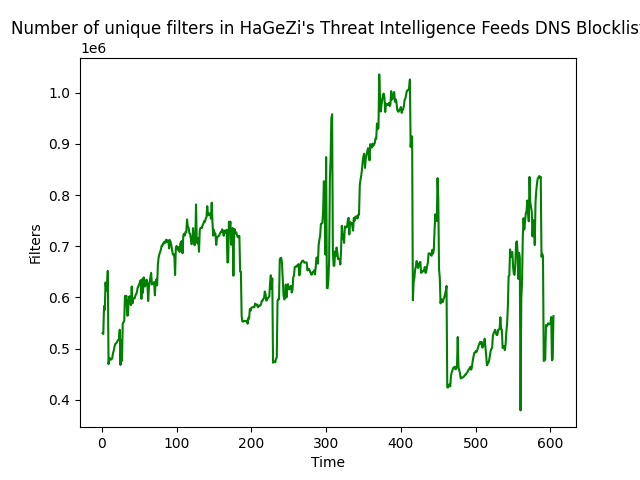 Number of unique filters in HaGeZi's Threat Intelligence Feeds DNS Blocklis
1e6
1.0
0.9
0.8
0.7
0.6
0.5
0.4
Filters
0 100 200 300 400 500 600
Time